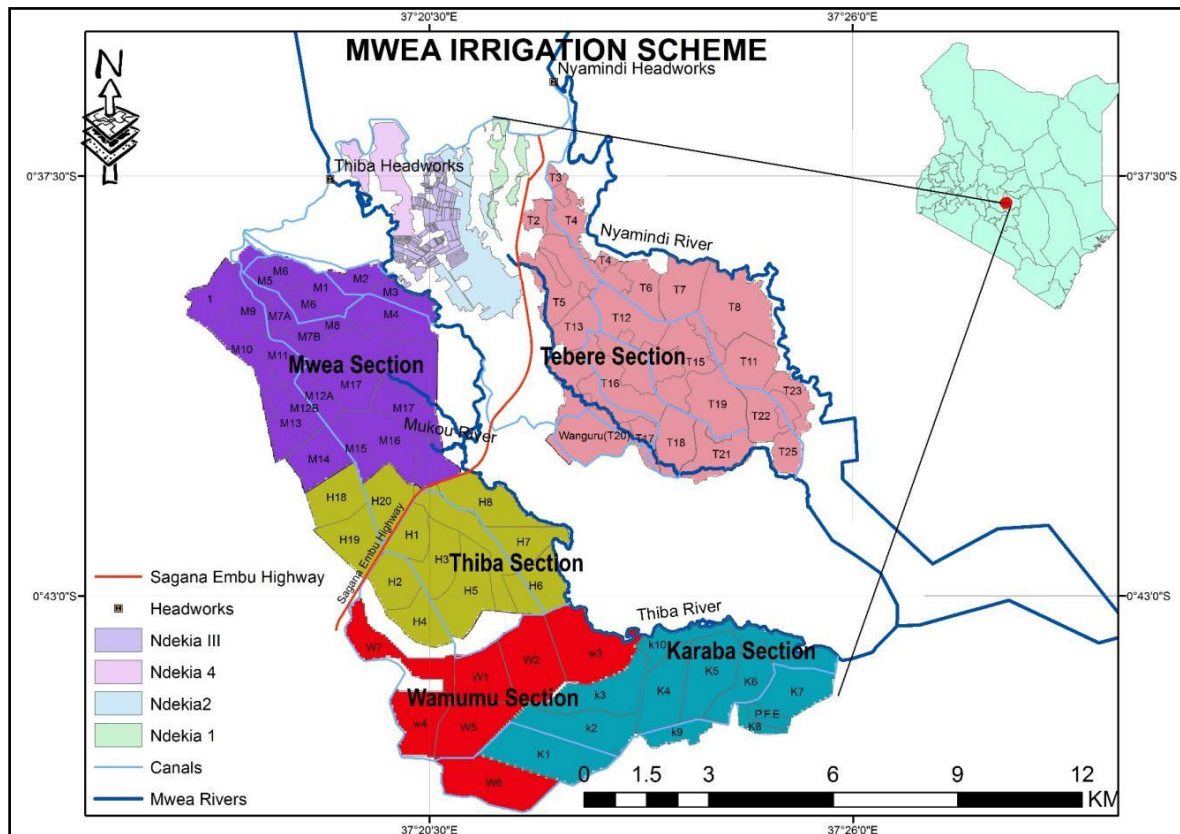 37°20'30"E
37°26'0"E
MWEA IRRIGATION SCHEME
N
Nyamindi Headworks
Thiba Headworks
0°37'30"S
0°37'30"S
T3
T2
T4
Nyamindi River
T4
T6
T7
T8
T5
T12
T13
Tebere Section
T15
T11
T16
T23
T19
T22
Wanguru(T20)
T17
T18
T21
T25
M6
M5
M2
M1
M3
1
M6
M9
M7A
M4
M8
M7B
M10
M11
Mwea Section
M17
M12A
M12B
M17
M13
Mukou River
M16
M15
M14
H18
H20
H8
H19
H1
H7
H3
Thiba Section
Sagana Embu Highway
H2
H5
H6
H4
0°43'0"S
0°43'0"S
Thiba River
W7
W2
w3
k10
Karaba Section
W1
K5
K6
K7
Wamumu Section
k3
K4
w4
W5
k2
P.F.E
K8
k9
K1
W6
Sagana Embu Highway
H
Headworks
Ndekia III
Ndekia 4
Ndekia2
Ndekia 1
Canals
Mwea Rivers
0 1.5 3 6 9 12
KM
37°20'30"E
37°26'0"E